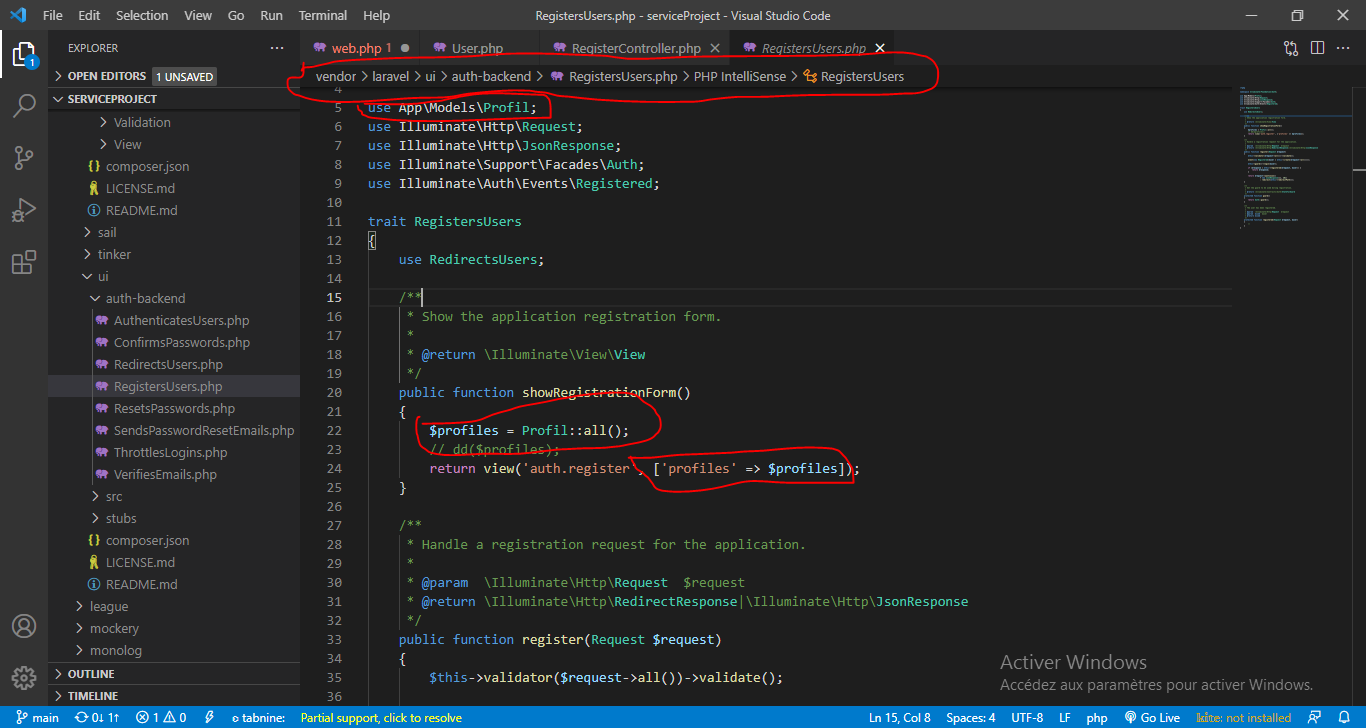 File Edit Selection View Go Run Terminal Help RegistersUsers.php - serviceProject - Visual Studio Code
EXPLORER ...
web.php 1 User.php RegisterController.php RegistersUsers.php
OPEN EDITORS 1 UNSAVED
vendor > laravel > ui > auth-backend > RegistersUsers.php > PHP IntelliSense > RegistersUsers
SERVICEPROJECT
Validation
View
composer.json
LICENSE.md
README.md
sail
tinker
ui
auth-backend
AuthenticatesUsers.php
ConfirmsPasswords.php
RedirectsUsers.php
RegistersUsers.php
ResetsPasswords.php
SendsPasswordResetEmails.php
ThrottlesLogins.php
VerifiesEmails.php
src
stubs
composer.json
LICENSE.md
README.md
league
mockery
monolog
OUTLINE
TIMELINE
4
5 use App\Models\Profil;
6 use Illuminate\Http\Request;
7 use Illuminate\Http\JsonResponse;
8 use Illuminate\Support\Facades\Auth;
9 use Illuminate\Auth\Events\Registered;
10
11 trait RegistersUsers
12 {
13 use RedirectsUsers;
14
15 /**
16 * Show the application registration form.
17 *
18 * @return \Illuminate\View\View
19 */
20 public function showRegistrationForm()
21 {
22 $profiles = Profil::all();
23 // dd($profiles);
24 return view('auth.register', ['profiles' => $profiles]);
25 }
26
27 /**
28 * Handle a registration request for the application.
29 *
30 * @param \Illuminate\Http\Request $request
31 * @return \Illuminate\Http\RedirectResponse|\Illuminate\Http\JsonResponse
32 */
33 public function register(Request $request)
34 {
35 $this->validator($request->all())->validate();
36
Activer Windows
Accédez aux paramètres pour activer Windows.
1
main 0↓ 1↑ 1 0 tabnine: Partial support, click to resolve Ln 15, Col 8 Spaces: 4 UTF-8 LF php Go Live kite: not installed